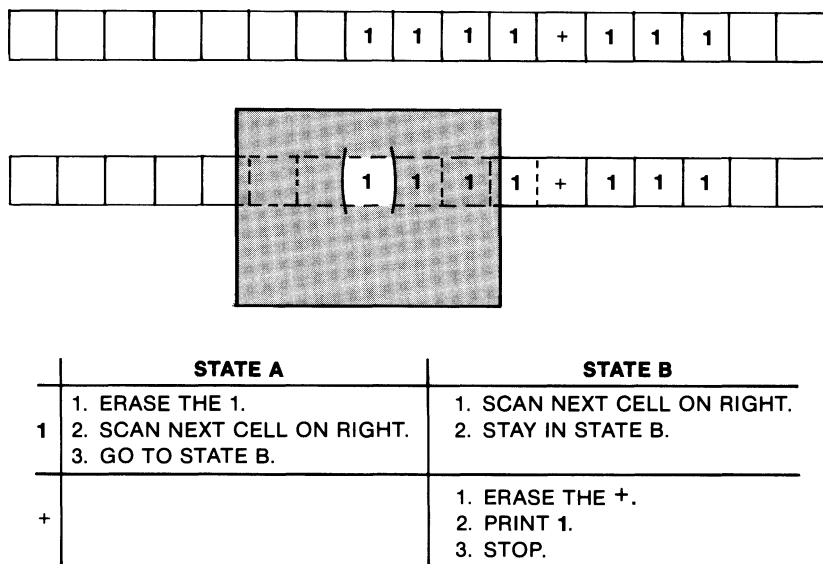 1 1 1 1 + 1 1 1
1 1 1 1 + 1 1 1
STATE A STATE B
1 1. ERASE THE 1. 1. SCAN NEXT CELL ON RIGHT.
2. SCAN NEXT CELL ON RIGHT. 2. STAY IN STATE B.
3. GO TO STATE B.
+ 1. ERASE THE +.
2. PRINT 1.
3. STOP.